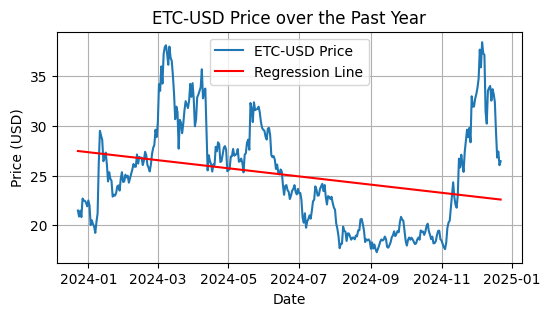 ETC-USD Price over the Past Year
ETC-USD Price
Regression Line
Price (USD)
35
30
25
20
2024-01 2024-03 2024-05 2024-07 2024-09 2024-11 2025-01
Date